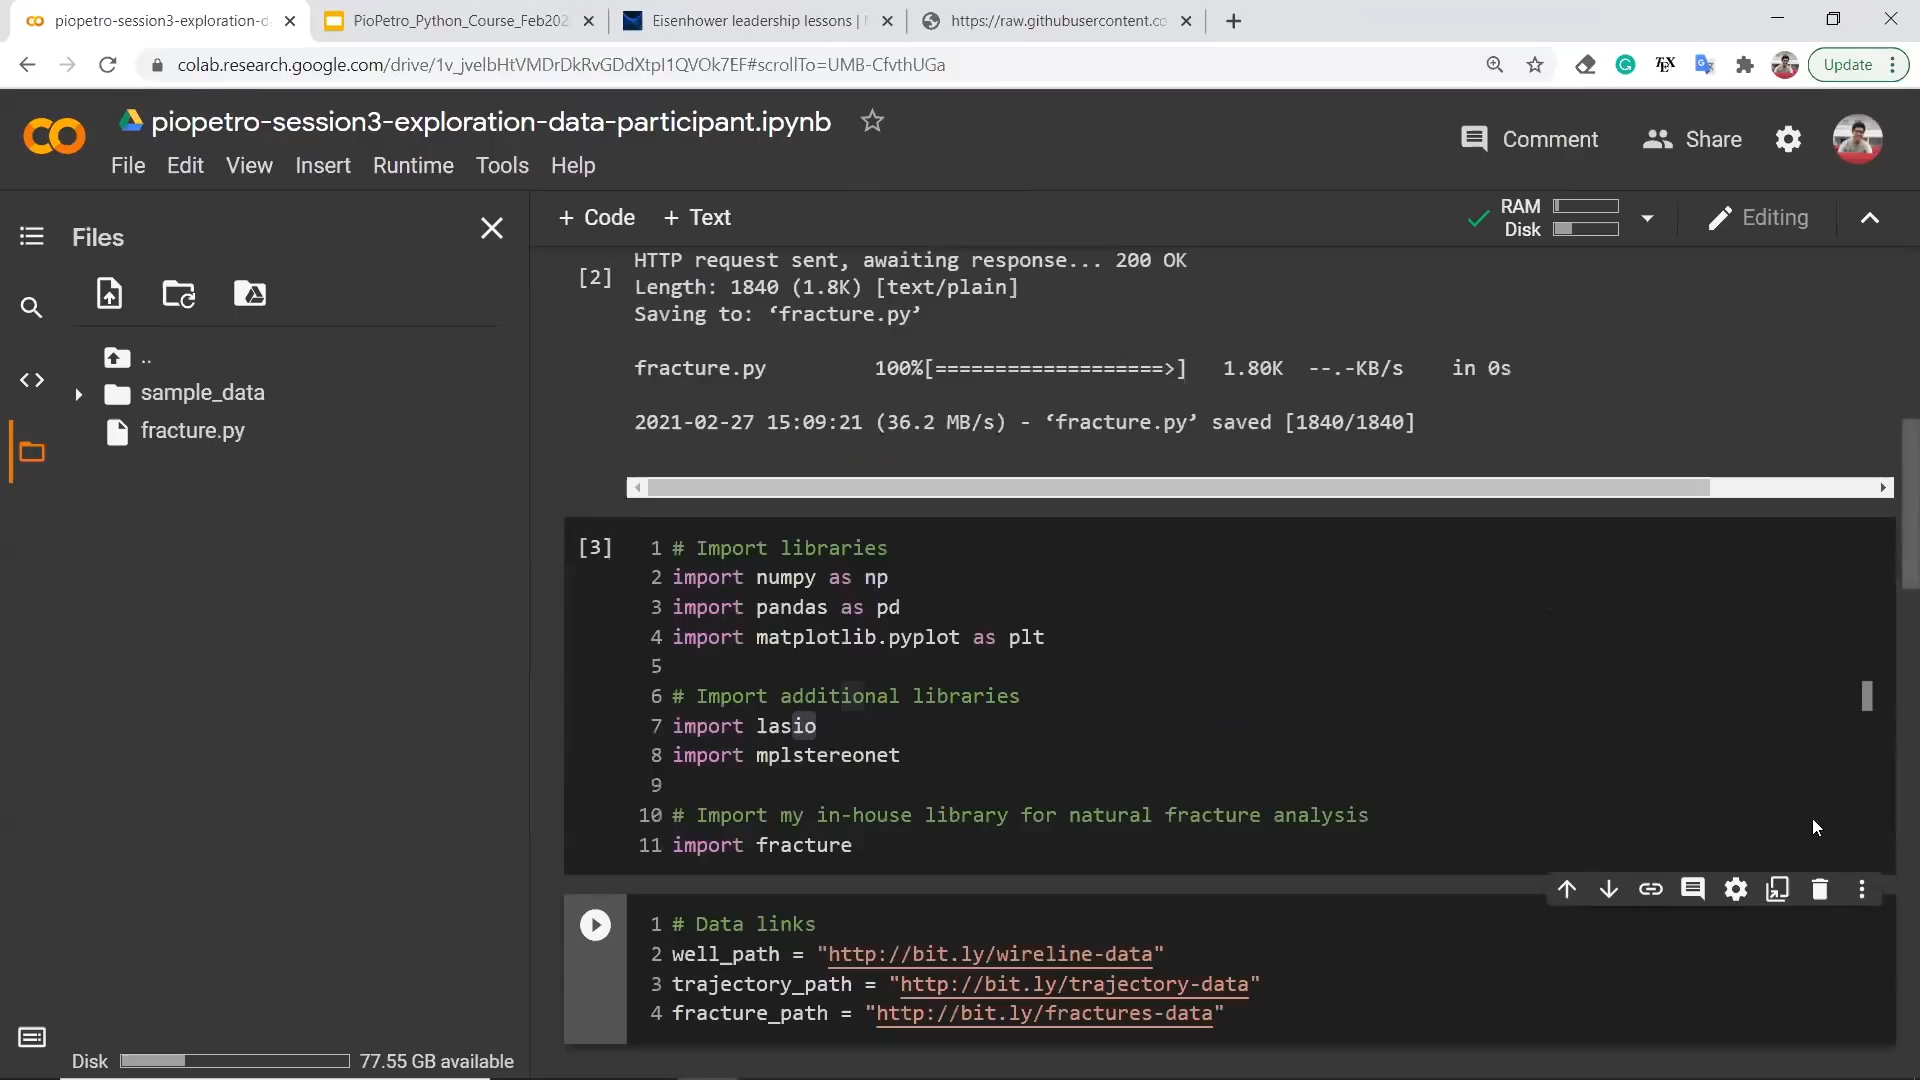 piopetro-session3-exploration-d
PioPetro_Python_Course_Feb202
Eisenhower leadership lessons |
https://raw.githubusercontent.co
colab.research.google.com/drive/1v_jvelbHtVMDrDkRvGDdXtpI1QVOk7EF#scrollTo=UMB-CfvthUGa
Update
piopetro-session3-exploration-data-participant.ipynb
Comment
Share
File Edit View Insert Runtime Tools Help
Files
+ Code + Text
RAM
Disk
Editing
..
sample_data
fracture.py
[2]
HTTP request sent, awaiting response... 200 OK
Length: 1840 (1.8K) [text/plain]
Saving to: ‘fracture.py’
fracture.py 100%[===================>] 1.80K --.-KB/s in 0s
2021-02-27 15:09:21 (36.2 MB/s) - ‘fracture.py’ saved [1840/1840]
[3]
1 # Import libraries
2 import numpy as np
3 import pandas as pd
4 import matplotlib.pyplot as plt
5
6 # Import additional libraries
7 import lasio
8 import mplstereonet
9
10 # Import my in-house library for natural fracture analysis
11 import fracture
1 # Data links
2 well_path = "http://bit.ly/wireline-data"
3 trajectory_path = "http://bit.ly/trajectory-data"
4 fracture_path = "http://bit.ly/fractures-data"
Disk
77.55 GB available